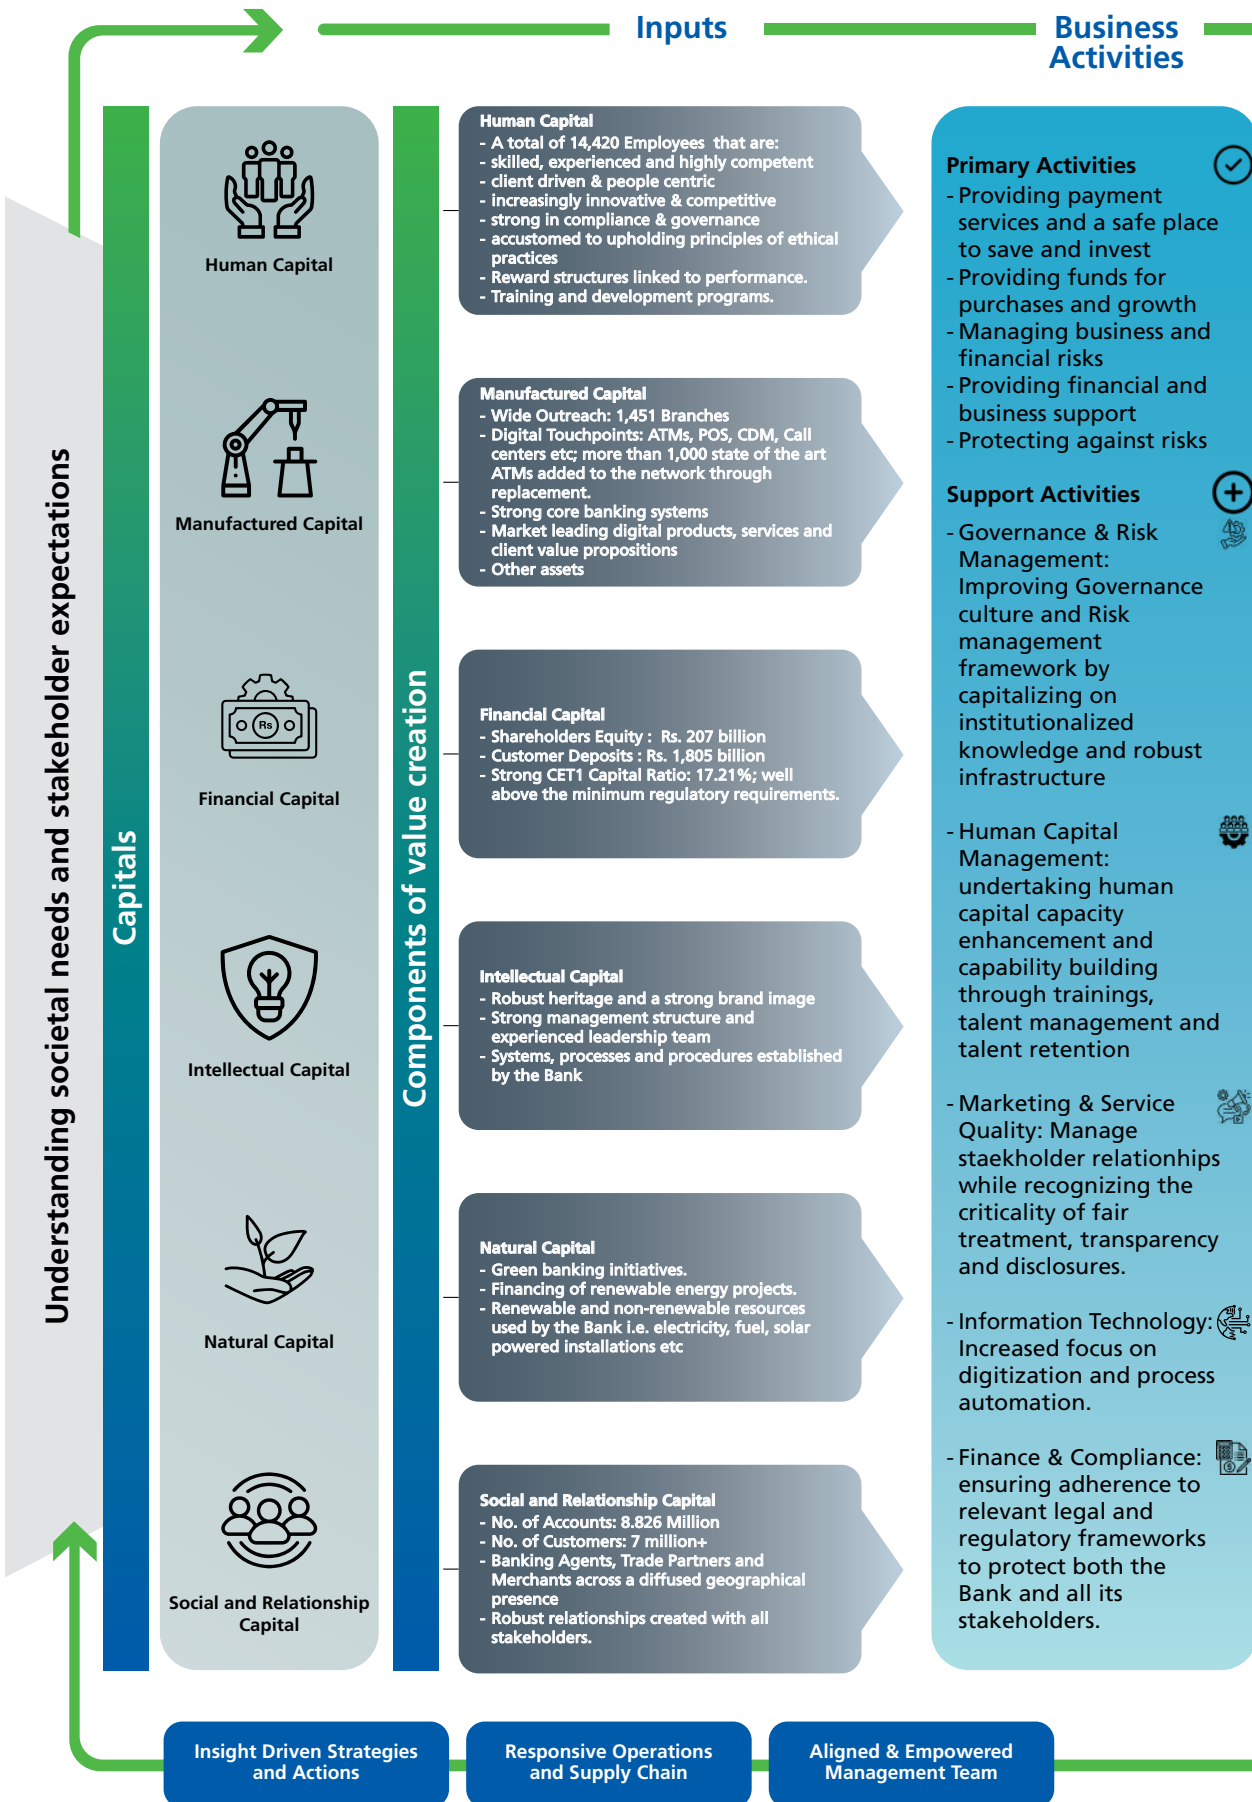 Inputs
Business
Activities
Understanding societal needs and stakeholder expectations
Capitals
Human Capital
Manufactured Capital
Rs
Financial Capital
Intellectual Capital
Natural Capital
Social and Relationship
Capital
Components of value creation
Human Capital
- A total of 14,420 Employees that are:
- skilled, experienced and highly competent
- client driven & people centric
- increasingly innovative & competitive
- strong in compliance & governance
- accustomed to upholding principles of ethical
practices
- Reward structures linked to performance.
- Training and development programs.
Manufactured Capital
- Wide Outreach: 1,451 Branches
- Digital Touchpoints: ATMs, POS, CDM, Call
centers etc; more than 1,000 state of the art
ATMs added to the network through
replacement.
- Strong core banking systems
- Market leading digital products, services and
client value propositions
- Other assets
Financial Capital
- Shareholders Equity : Rs. 207 billion
- Customer Deposits : Rs. 1,805 billion
- Strong CET1 Capital Ratio: 17.21%; well
above the minimum regulatory requirements.
Intellectual Capital
- Robust heritage and a strong brand image
- Strong management structure and
experienced leadership team
- Systems, processes and procedures established
by the Bank
Natural Capital
- Green banking initiatives.
- Financing of renewable energy projects.
- Renewable and non-renewable resources
used by the Bank i.e. electricity, fuel, solar
powered installations etc
Social and Relationship Capital
- No. of Accounts: 8.826 Million
- No. of Customers: 7 million+
- Banking Agents, Trade Partners and
Merchants across a diffused geographical
presence
- Robust relationships created with all
stakeholders.
Primary Activities
- Providing payment
services and a safe place
to save and invest
- Providing funds for
purchases and growth
- Managing business and
financial risks
- Providing financial and
business support
- Protecting against risks
Support Activities
- Governance & Risk
Management:
Improving Governance
culture and Risk
management
framework by
capitalizing on
institutionalized
knowledge and robust
infrastructure
- Human Capital
Management:
undertaking human
capital capacity
enhancement and
capability building
through trainings,
talent management and
talent retention
- Marketing & Service
Quality: Manage
staekholder relationhips
while recognizing the
criticality of fair
treatment, transparency
and disclosures.
- Information Technology:
Increased focus on
digitization and process
automation.
- Finance & Compliance:
ensuring adherence to
relevant legal and
regulatory frameworks
to protect both the
Bank and all its
stakeholders.
Insight Driven Strategies
and Actions
Responsive Operations
and Supply Chain
Aligned & Empowered
Management Team